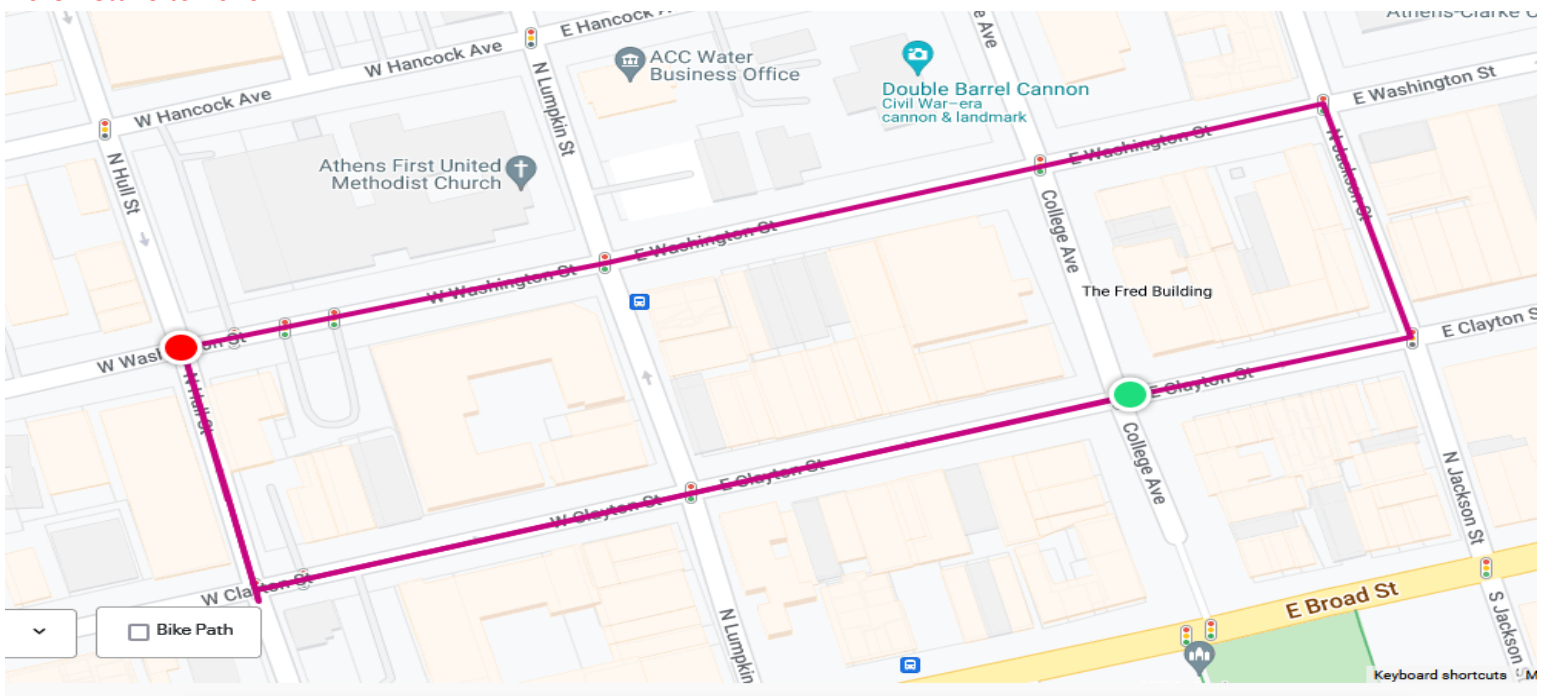 E Hancock
W Hancock Ave
W Hancock Ave
ACC Water
Business Office
Double Barrel Cannon
Civil War-era
cannon & landmark
E Washington St
Athens First United
Methodist Church
N Hull St
N Lumpkin St
E Washington St
N Jackson St
College Ave
E Washington St
W Washington St
The Fred Building
E Clayton S
N Hull St
E Clayton St
E Clayton St
College Ave
W Clayton St
N Jackson St
N Lumpkin
E Broad St
S Jackson S
Bike Path
Keyboard shortcuts
M